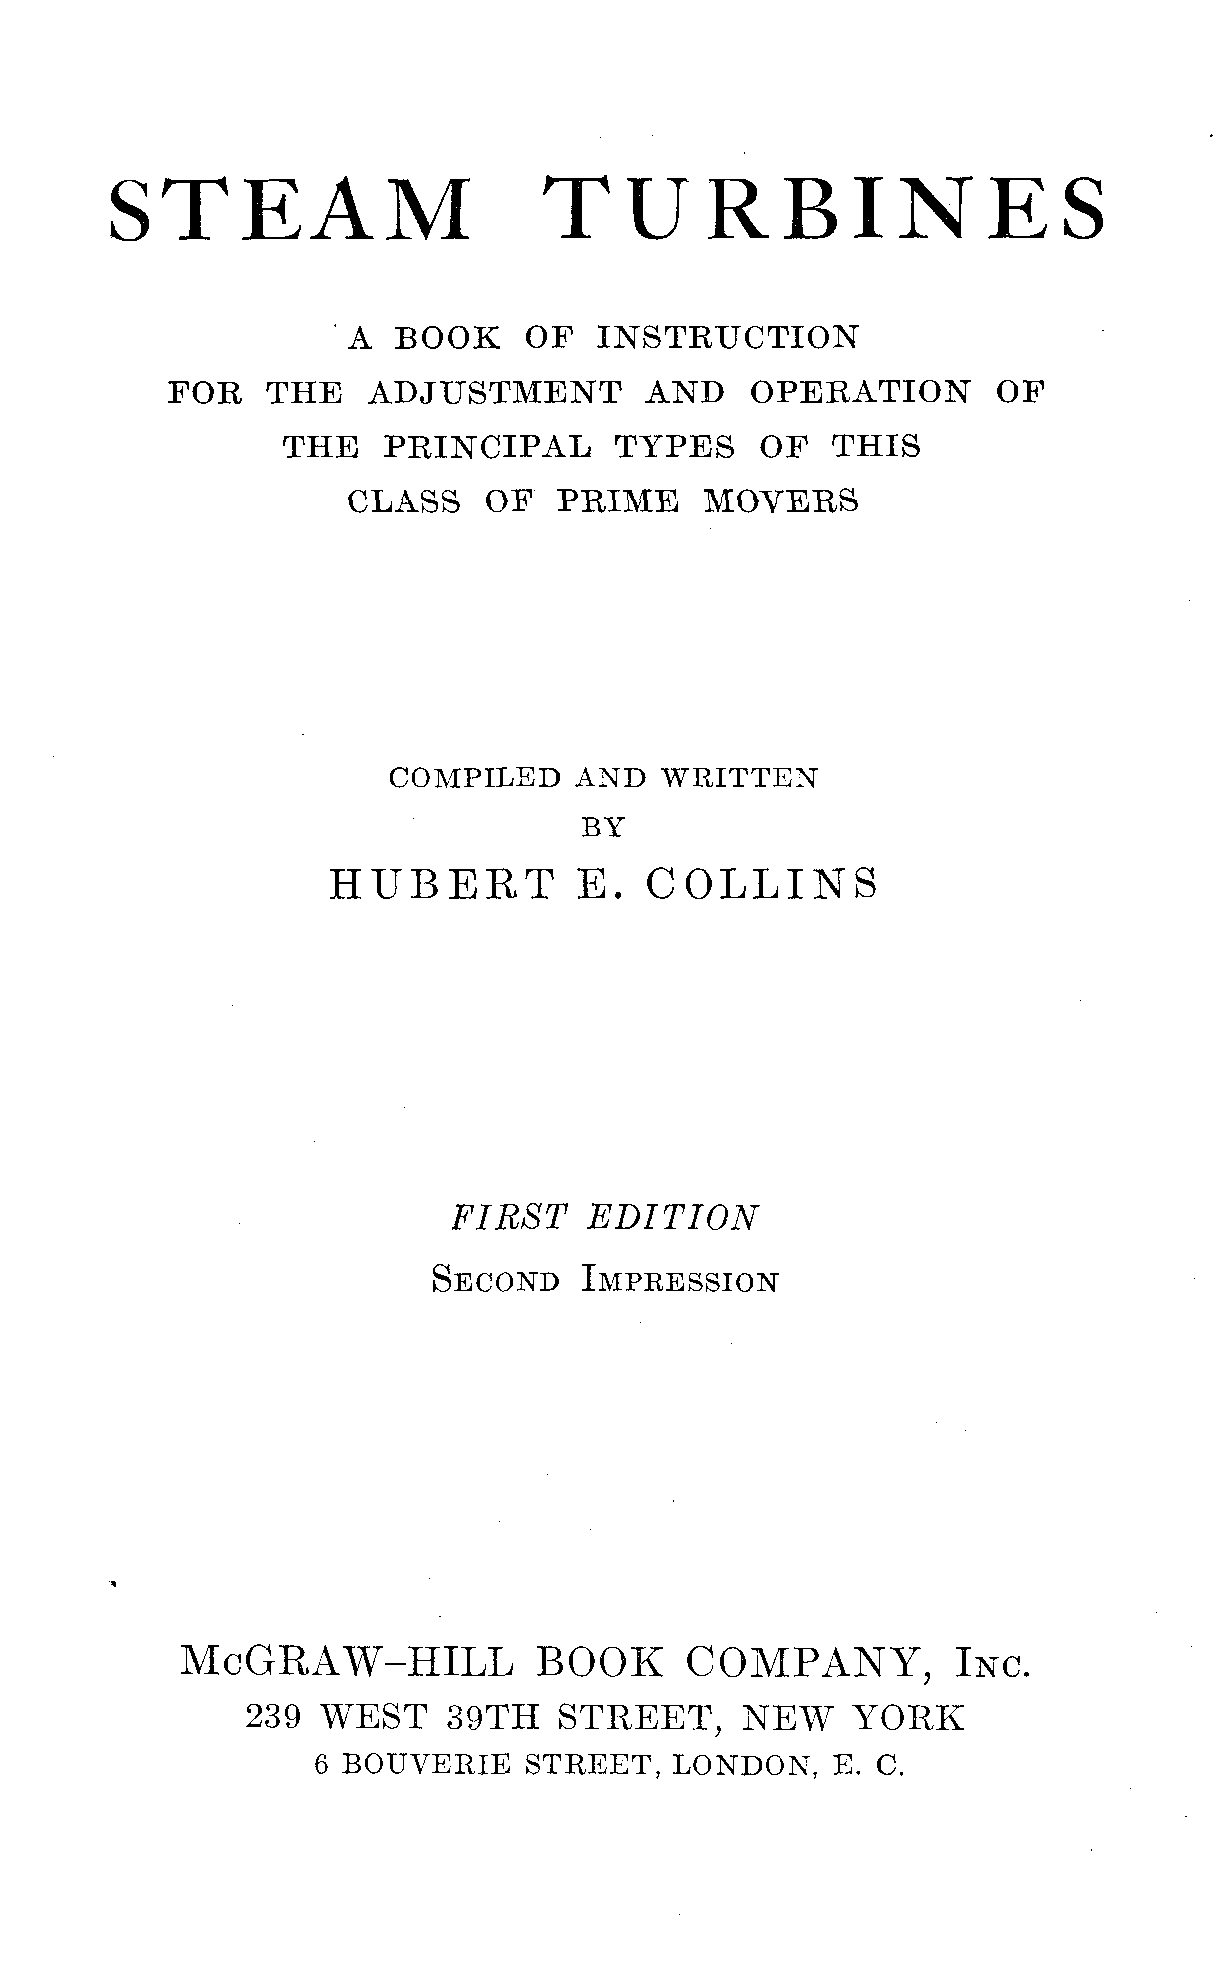 STEAM TURBINES
A BOOK OF INSTRUCTION
FOR THE ADJUSTMENT AND OPERATION OF
THE PRINCIPAL TYPES OF THIS
CLASS OF PRIME MOVERS
COMPILED AND WRITTEN
BY
HUBERT E. COLLINS
FIRST EDITION
SECOND IMPRESSION
McGRAW-HILL BOOK COMPANY, INC.
239 WEST 39TH STREET, NEW YORK
6 BOUVERIE STREET, LONDON, E. C.